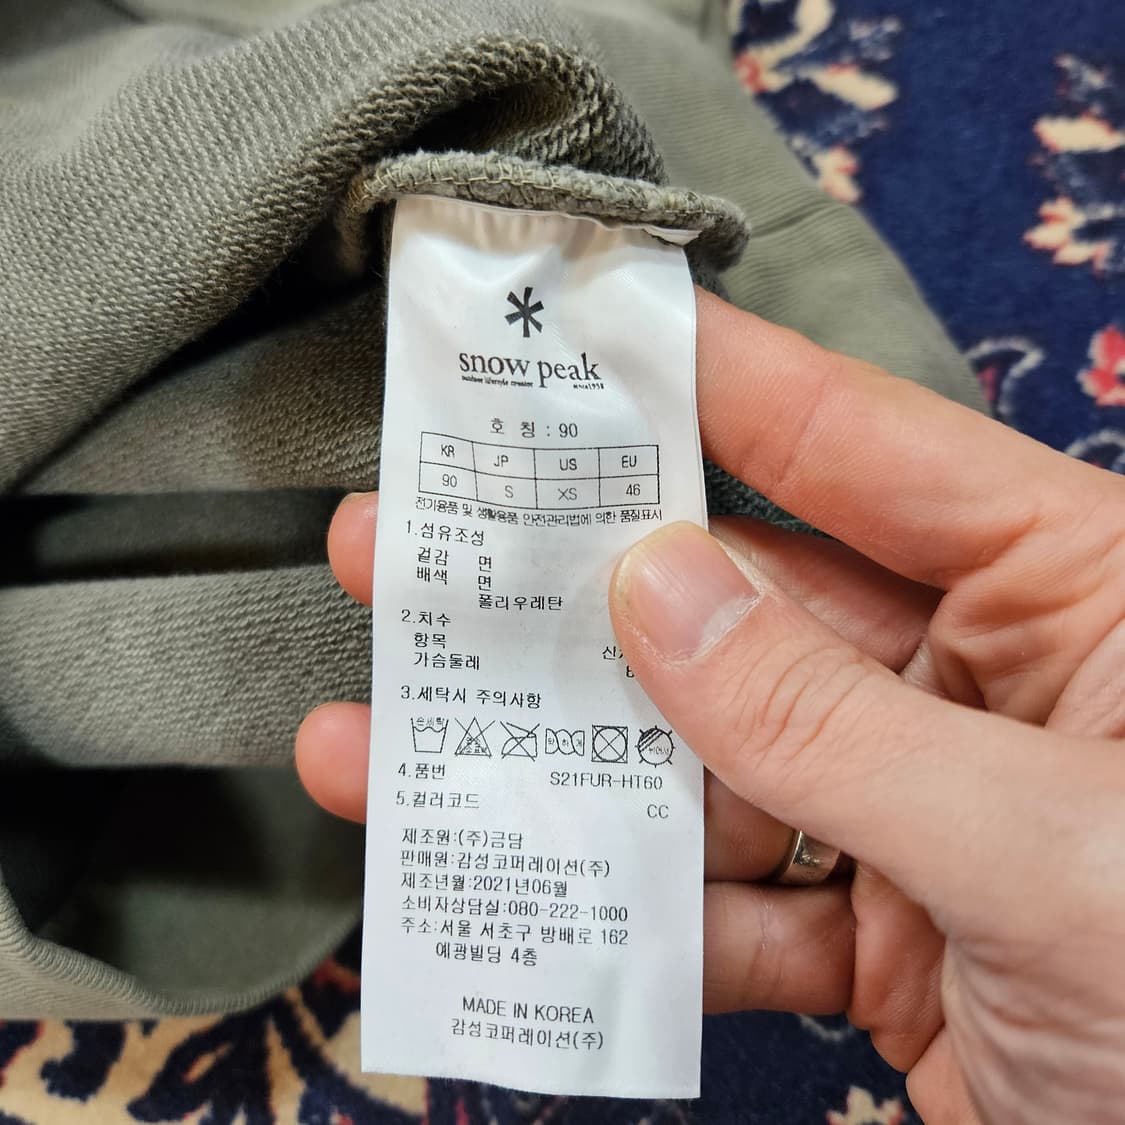 snow peak
outdoor lifestyle creator since1958
호 칭 : 90
KR JP US EU
90 S XS 46
전기용품 및 생활용품 안전관리법에 의한 품질표시
1.섬유조성
겉감 면
배색 면
폴리우레탄
2.치수
항목
가슴둘레
3.세탁시 주의사항
손세탁
4.품번 S21FUR-HT60
5.컬러코드 CC
제조원:(주)금담
판매원:감성코퍼레이션(주)
제조년월:2021년06월
소비자상담실:080-222-1000
주소:서울 서초구 방배로 162
예광빌딩 4층
MADE IN KOREA
감성코퍼레이션(주)